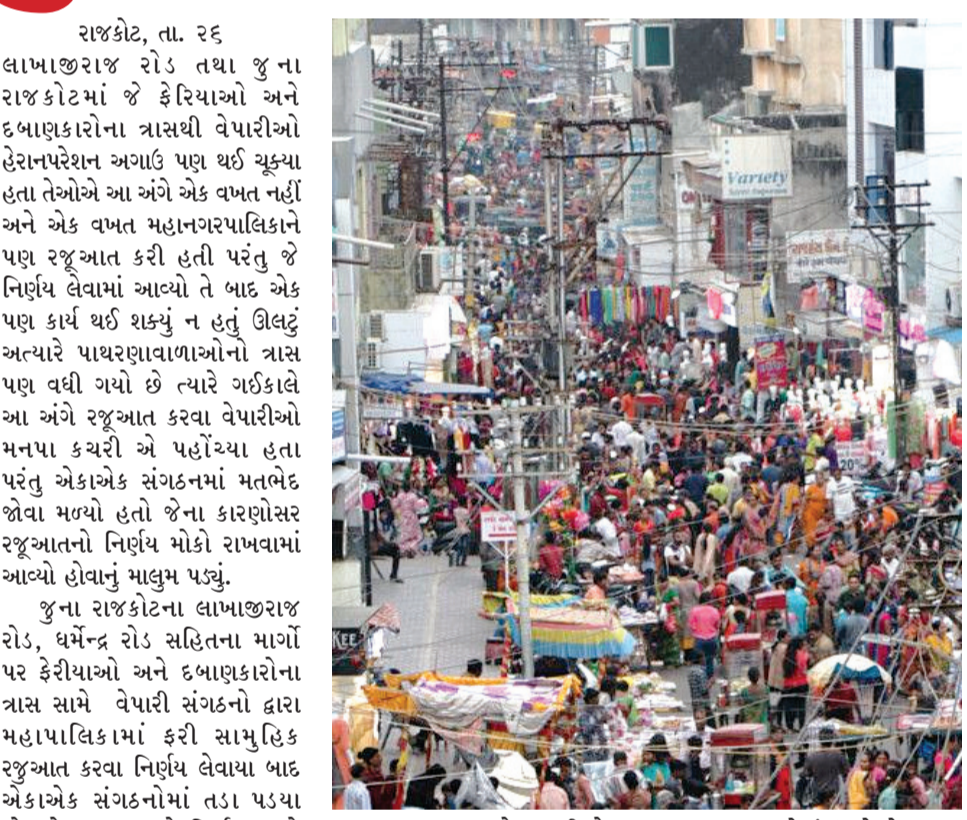 રાજકોટ, તા. ૨૬
લાખાજીરાજ રોડ તથા જુના
રાજકોટમાં જે ફેરિયાઓ અને
દબાણકારોના ત્રાસથી વેપારીઓ
હેરાનપરેશન અગાઉ પણ થઈ ચૂક્યા
હતા તેઓએ આ અંગે એક વખત નહીં
અને એક વખત મહાનગરપાલિકાને
પણ રજૂઆત કરી હતી પરંતુ જે
નિર્ણય લેવામાં આવ્યો તે બાદ એક
પણ કાર્ય થઈ શક્યું ન હતું ઊલટું
અત્યારે પાથરણાવાળાઓનો ત્રાસ
પણ વધી ગયો છે ત્યારે ગઈકાલે
આ અંગે રજૂઆત કરવા વેપારીઓ
મનપા કચરી એ પહોંચ્યા હતા
પરંતુ એકાએક સંગઠનમાં મતભેદ
જોવા મળ્યો હતો જેના કારણોસર
રજૂઆતનો નિર્ણય મોકો રાખવામાં
આવ્યો હોવાનું માલુમ પડ્યું.
જુના રાજકોટના લાખાજીરાજ
રોડ, ધર્મેન્દ્ર રોડ સહિતના માર્ગો
પર ફેરીયાઓ અને દબાણકારોના
ત્રાસ સામે વેપારી સંગઠનો દ્વારા
મહાપાલિકામાં ફરી સામુહિક
રજુઆત કરવા નિર્ણય લેવાયા બાદ
એકાએક સંગઠનોમાં તડા પડયા
Variety
KEE
20%